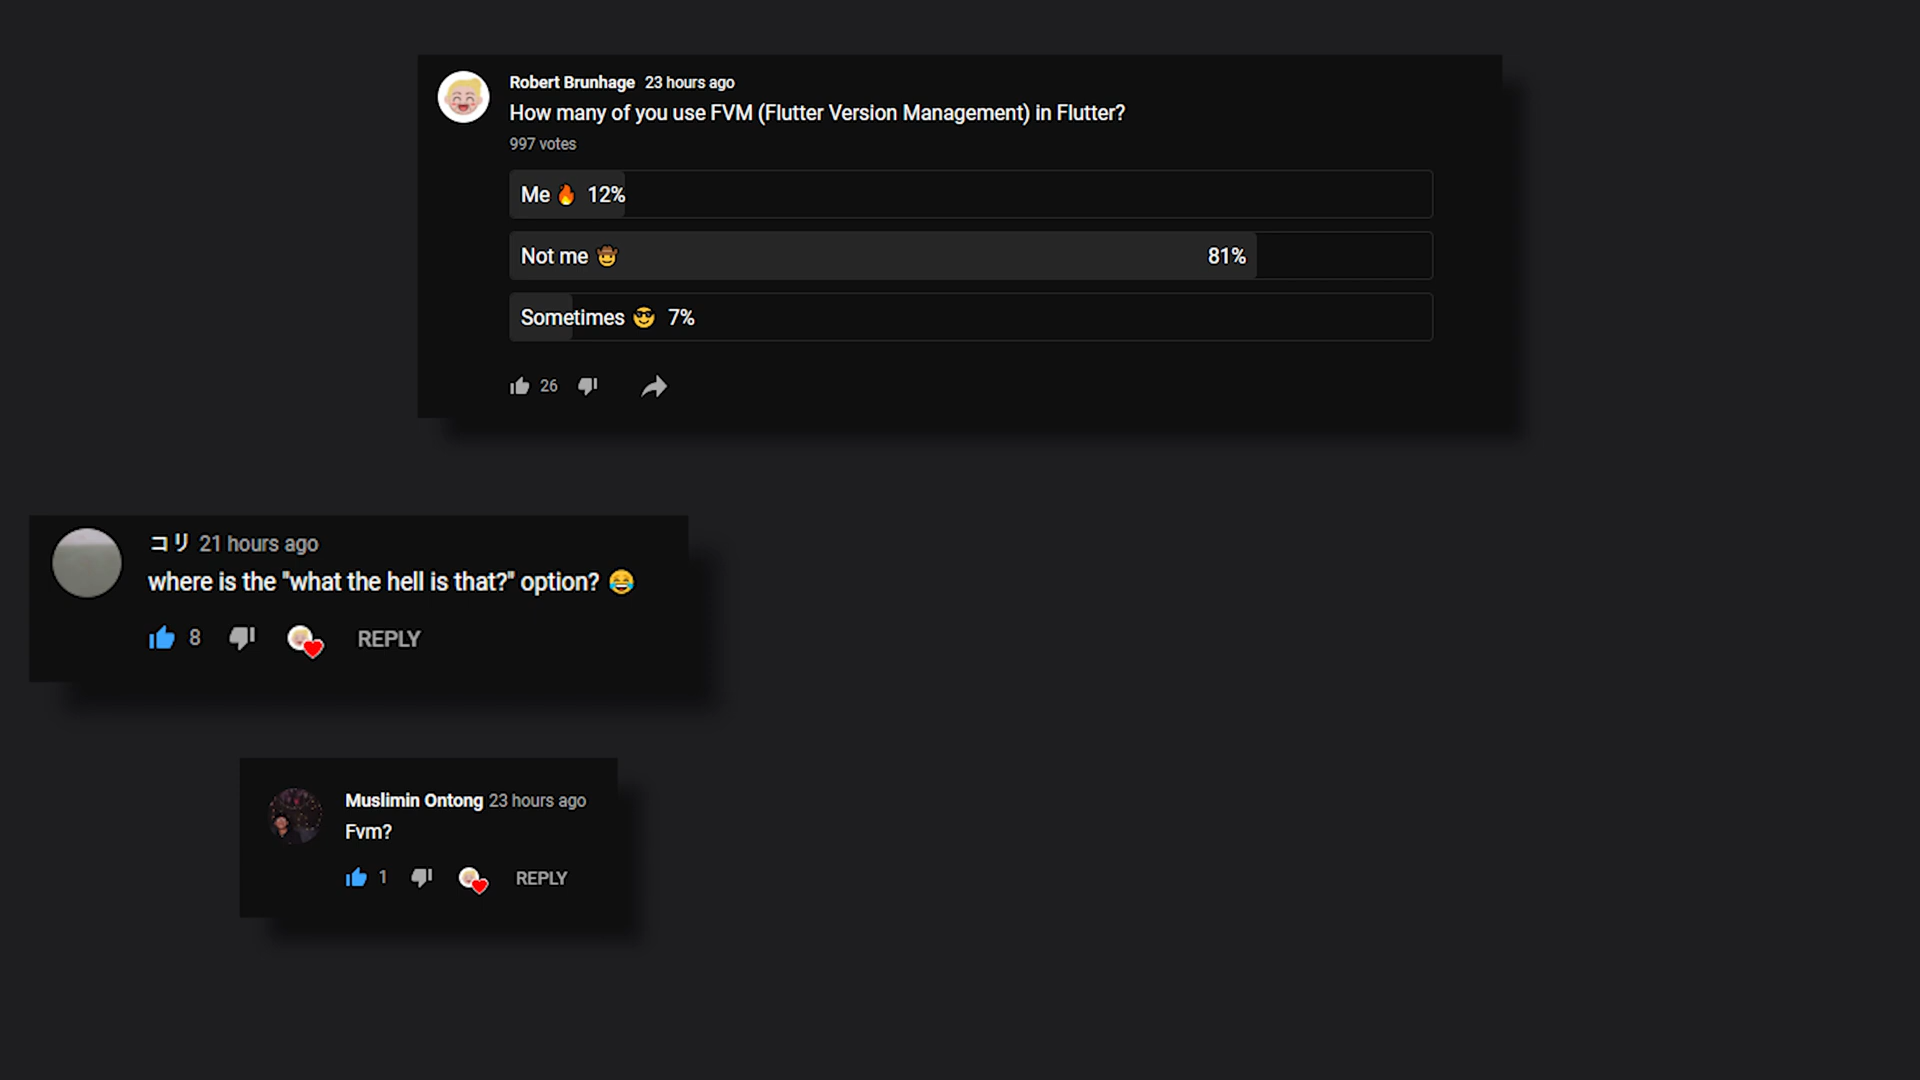 Robert Brunhage 23 hours ago
How many of you use FVM (Flutter Version Management) in Flutter?
997 votes
Me 🔥 12%
Not me 🤠 81%
Sometimes 😎 7%
26
コリ 21 hours ago
where is the "what the hell is that?" option? 😂
8 REPLY
Muslimin Ontong 23 hours ago
Fvm?
1 REPLY